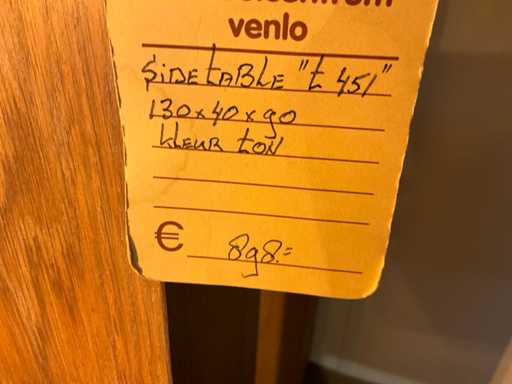 venlo
SIDETABLE "t 451"
130x40x90
kleur TON
€ 898.=